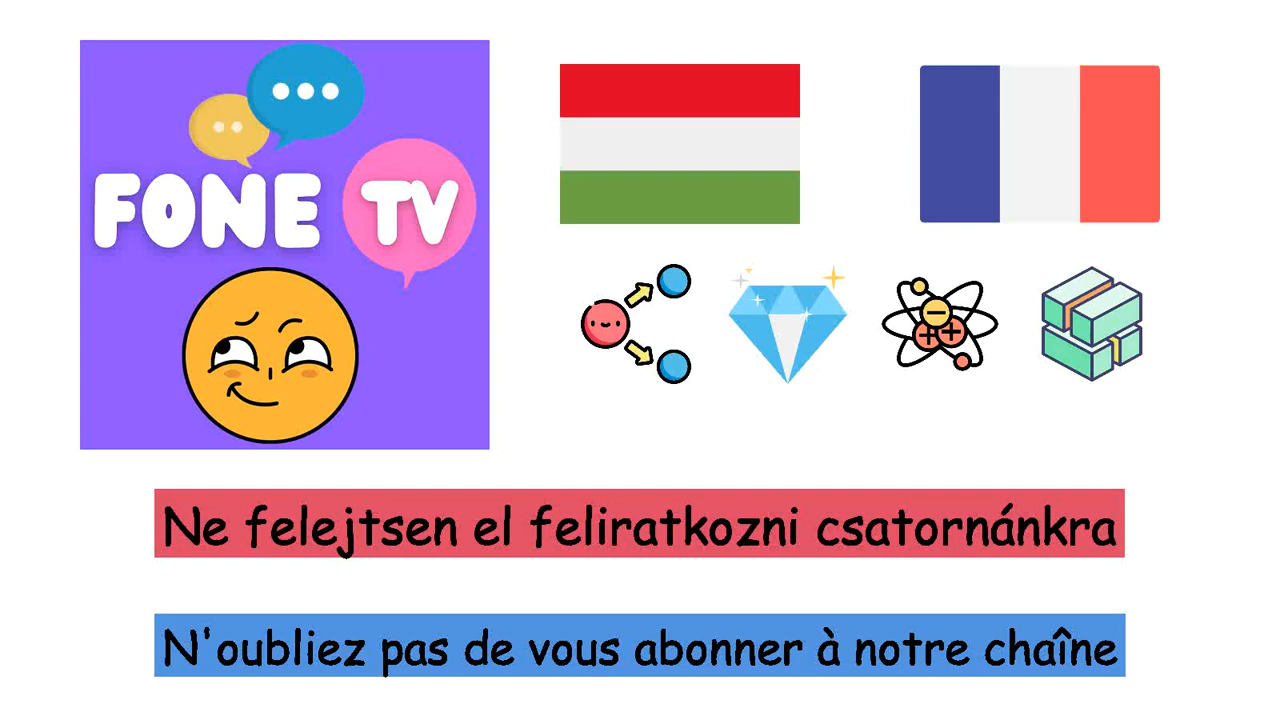 FONE TV
Ne felejtsen el feliratkozni csatornánkra
N'oubliez pas de vous abonner à notre chaîne